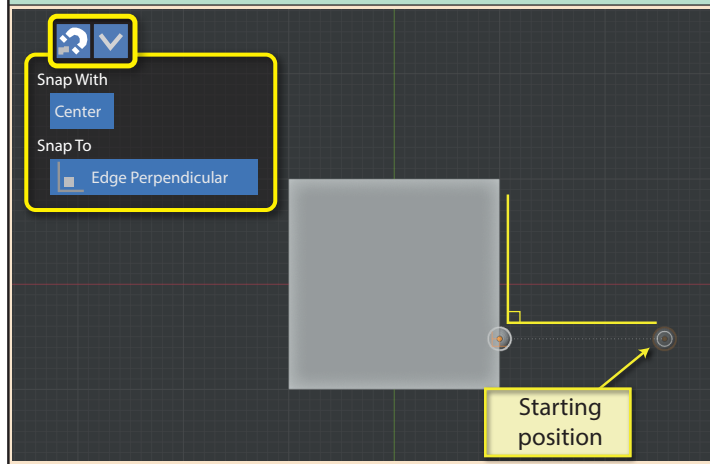 Snap With
Center
Snap To
Edge Perpendicular
Starting
position